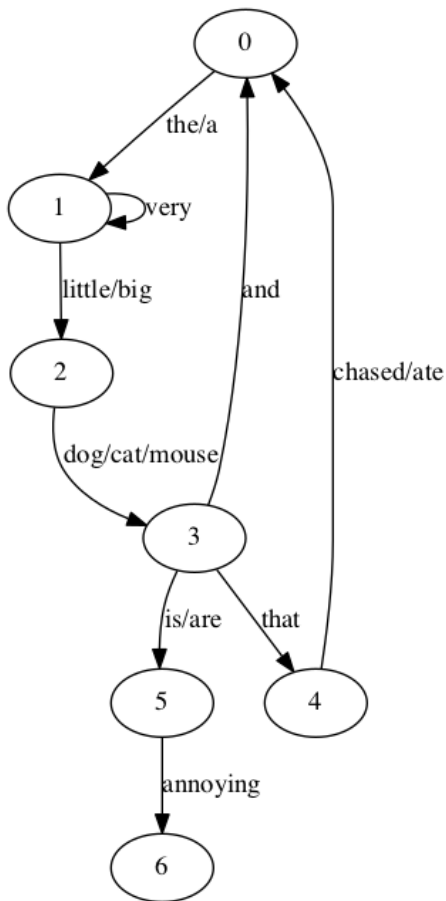 0
the/a
1
very
little/big
and
2
chased/ate
dog/cat/mouse
3
is/are
that
5
4
annoying
6